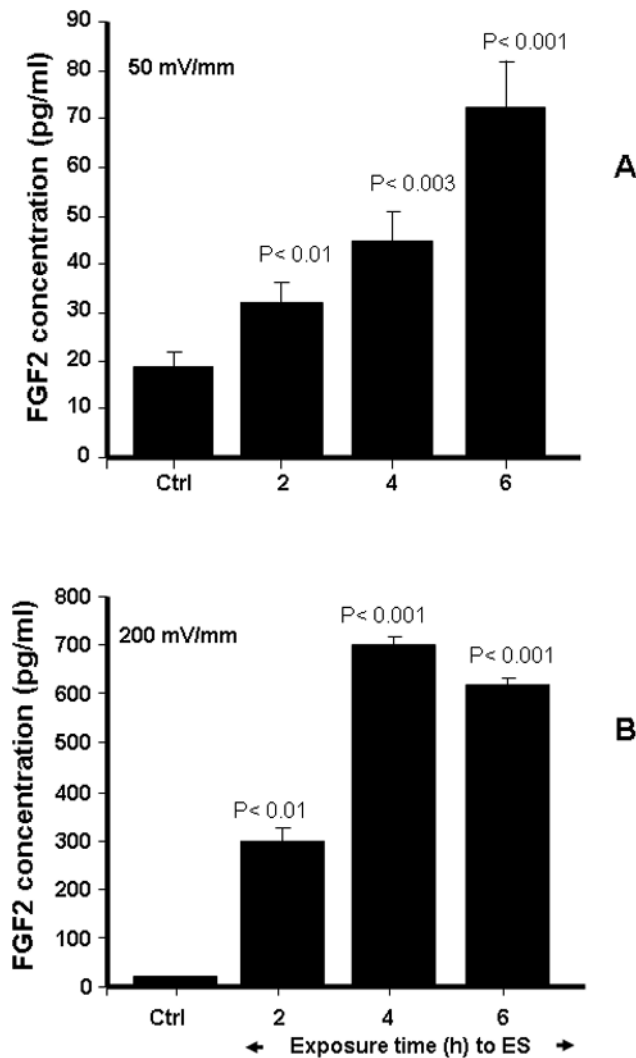 90
P< 0.001
80
50 mV/mm
70
A
60
P< 0.003
50
P< 0.01
40
30
20
10
0
FGF2 concentration (pg/ml)
Ctrl 2 4 6
800
P< 0.001
700
200 mV/mm
P< 0.001
600
B
500
400
P< 0.01
300
200
100
0
FGF2 concentration (pg/ml)
Ctrl 2 4 6
Exposure time (h) to ES